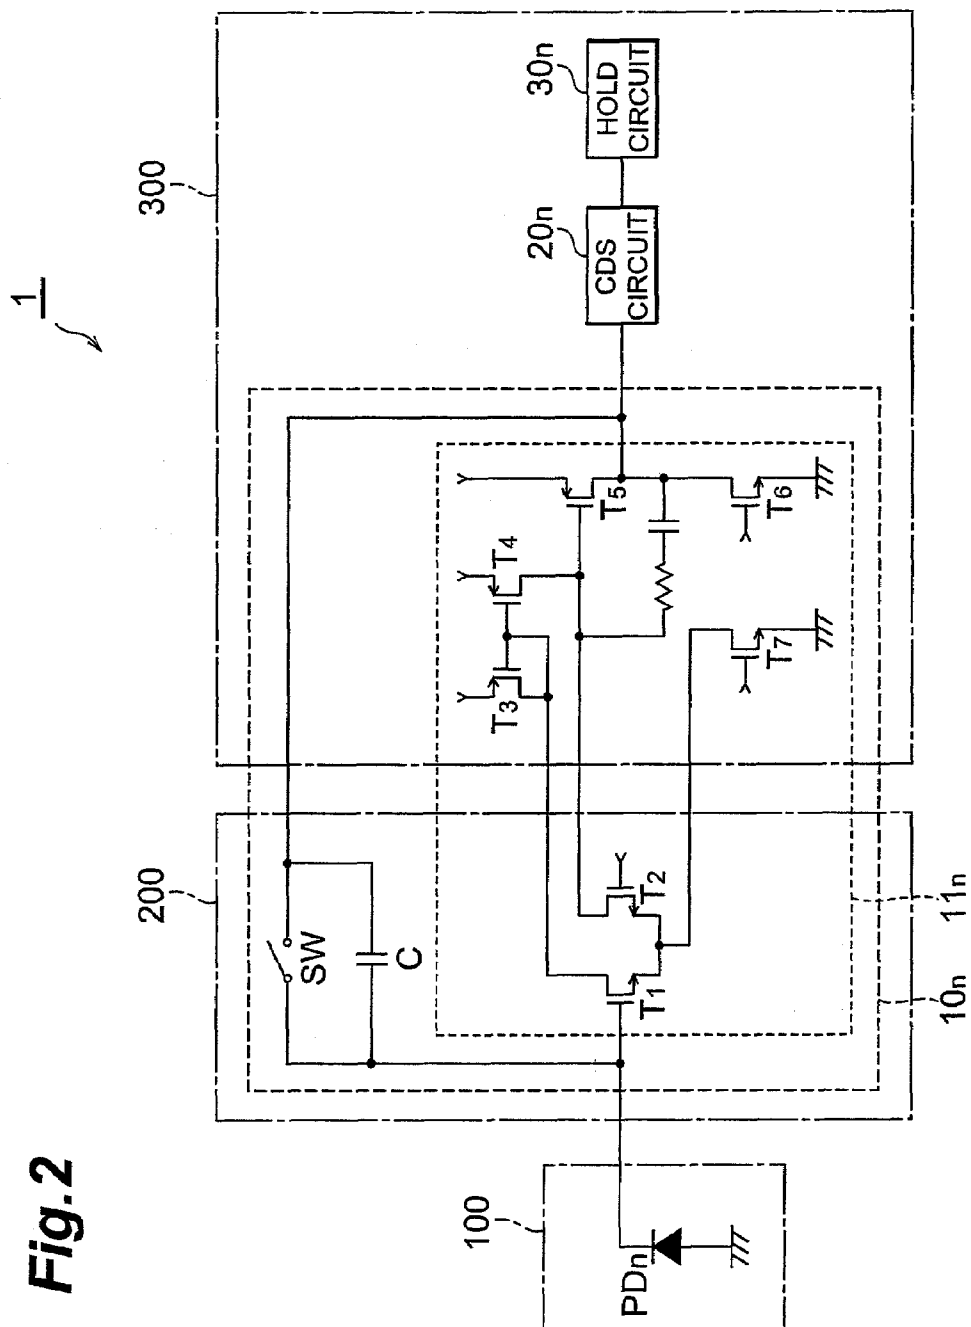 Fig.2
1
100
PDn
200
SW
C
T1
T2
10n
11n
300
T3
T4
T5
T6
T7
20n
CDS
CIRCUIT
30n
HOLD
CIRCUIT